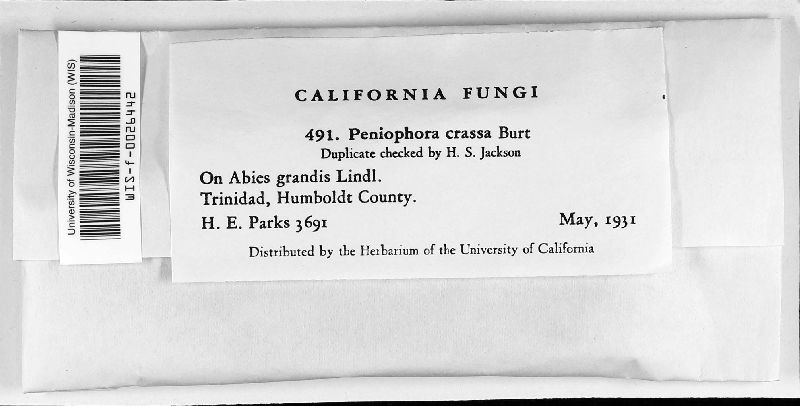 University of Wisconsin-Madison (WIS)
WIS-f-0026442
CALIFORNIA FUNGI
491. Peniophora crassa Burt
Duplicate checked by H. S. Jackson
On Abies grandis Lindl.
Trinidad, Humboldt County.
H. E. Parks 3691 May, 1931
Distributed by the Herbarium of the University of California